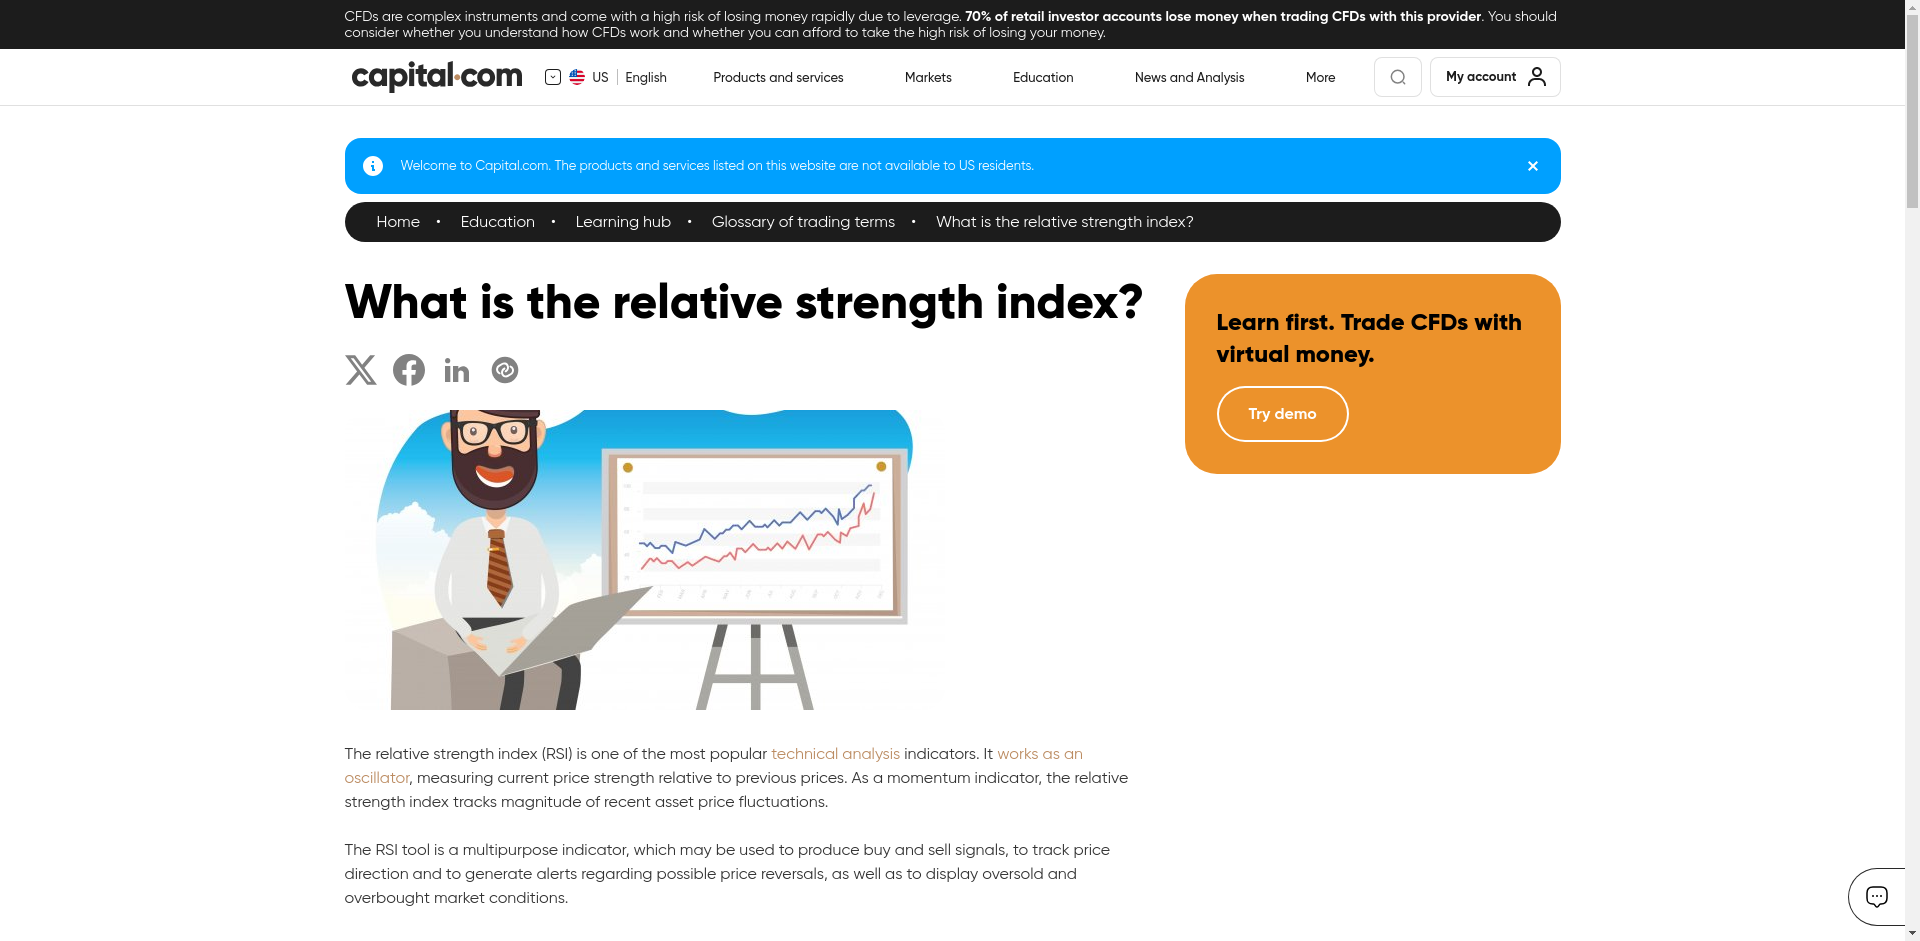 CFDs are complex instruments and come with a high risk of losing money rapidly due to leverage. 70% of retail investor accounts lose money when trading CFDs with this provider. You should
consider whether you understand how CFDs work and whether you can afford to take the high risk of losing your money.
capital.com
US English
Products and services
Markets
Education
News and Analysis
More
My account
Welcome to Capital.com. The products and services listed on this website are not available to US residents.
Home • Education • Learning hub • Glossary of trading terms • What is the relative strength index?
What is the relative strength index?
Learn first. Trade CFDs with
virtual money.
Try demo
The relative strength index (RSI) is one of the most popular technical analysis indicators. It works as an
oscillator, measuring current price strength relative to previous prices. As a momentum indicator, the relative
strength index tracks magnitude of recent asset price fluctuations.
The RSI tool is a multipurpose indicator, which may be used to produce buy and sell signals, to track price
direction and to generate alerts regarding possible price reversals, as well as to display oversold and
overbought market conditions.